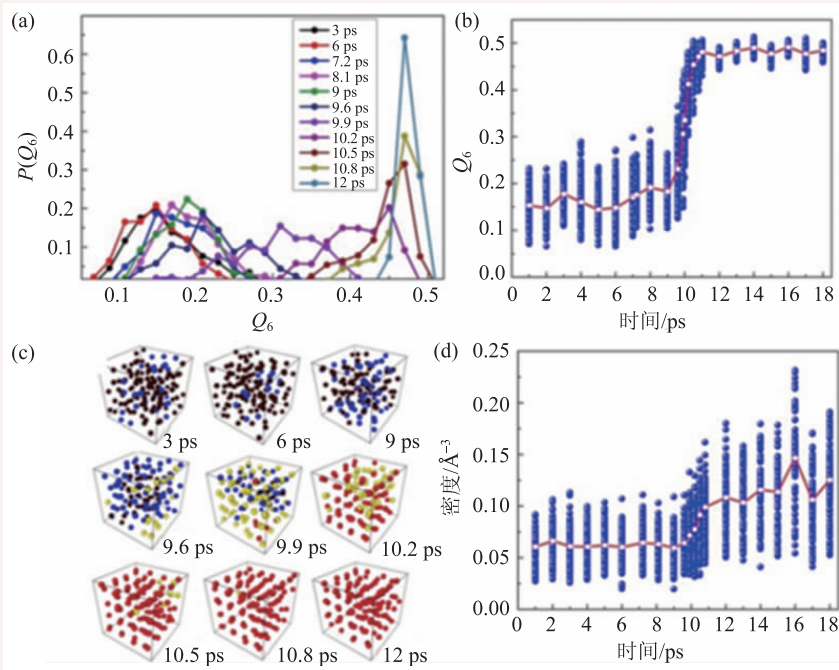 (a)
3 ps
6 ps
7.2 ps
8.1 ps
9 ps
9.6 ps
9.9 ps
10.2 ps
10.5 ps
10.8 ps
12 ps
P(Q₆)
0.6
0.5
0.4
0.3
0.2
0.1
0.1 0.2 0.3 0.4 0.5
Q₆
(b)
Q₆
0.5
0.4
0.3
0.2
0.1
0.0
0 2 4 6 8 10 12 14 16 18
时间/ps
(c)
3 ps 6 ps 9 ps
9.6 ps 9.9 ps 10.2 ps
10.5 ps 10.8 ps 12 ps
(d)
密度/Å⁻³
0.25
0.20
0.15
0.10
0.05
0.00
0 2 4 6 8 10 12 14 16 18
时间/ps